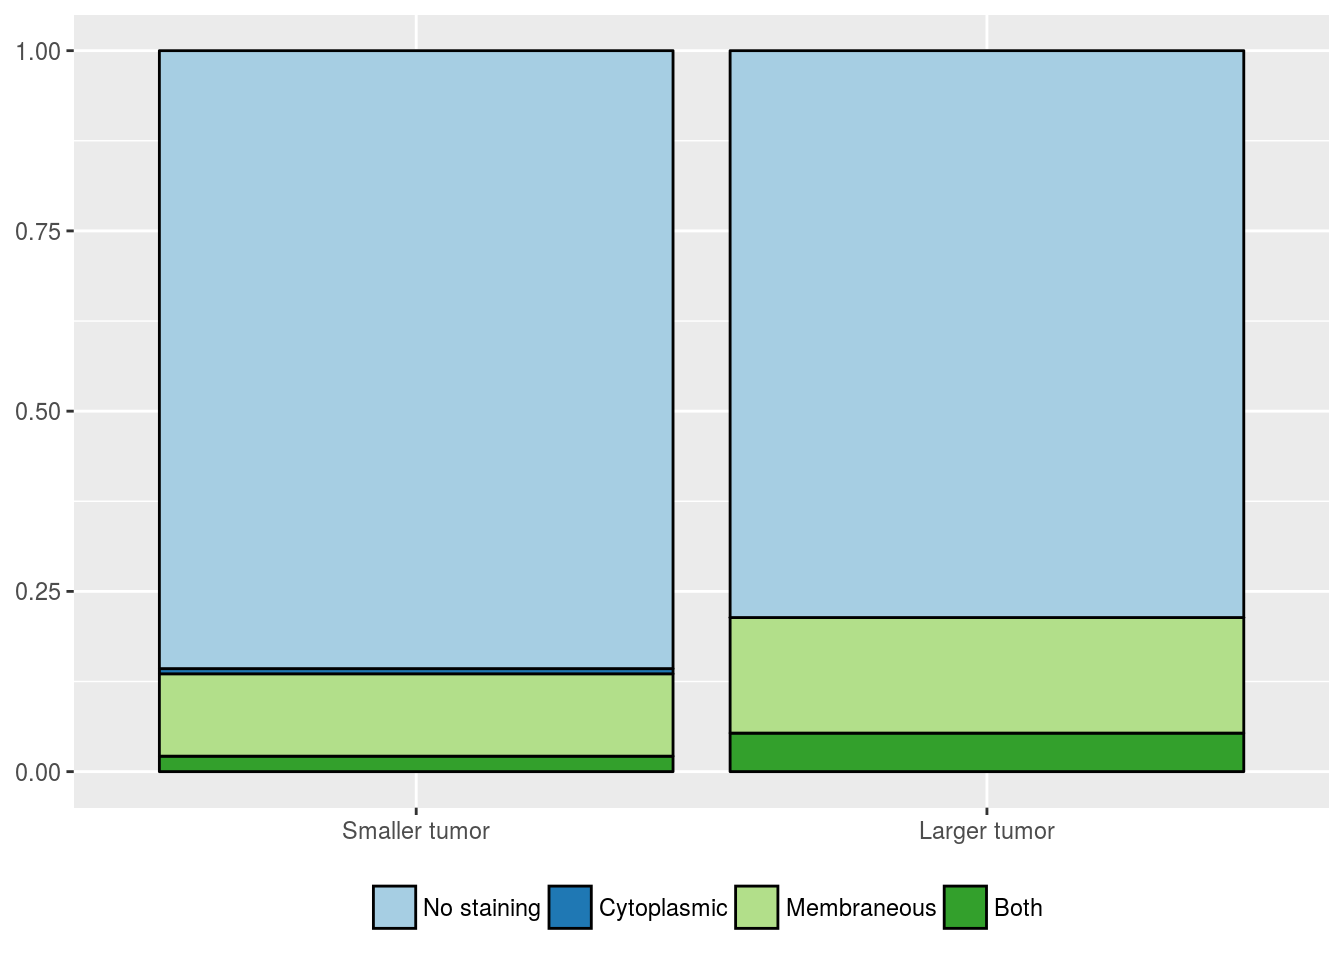 1.00
0.75
0.50
0.25
0.00
Smaller tumor Larger tumor
No staining Cytoplasmic Membraneous Both